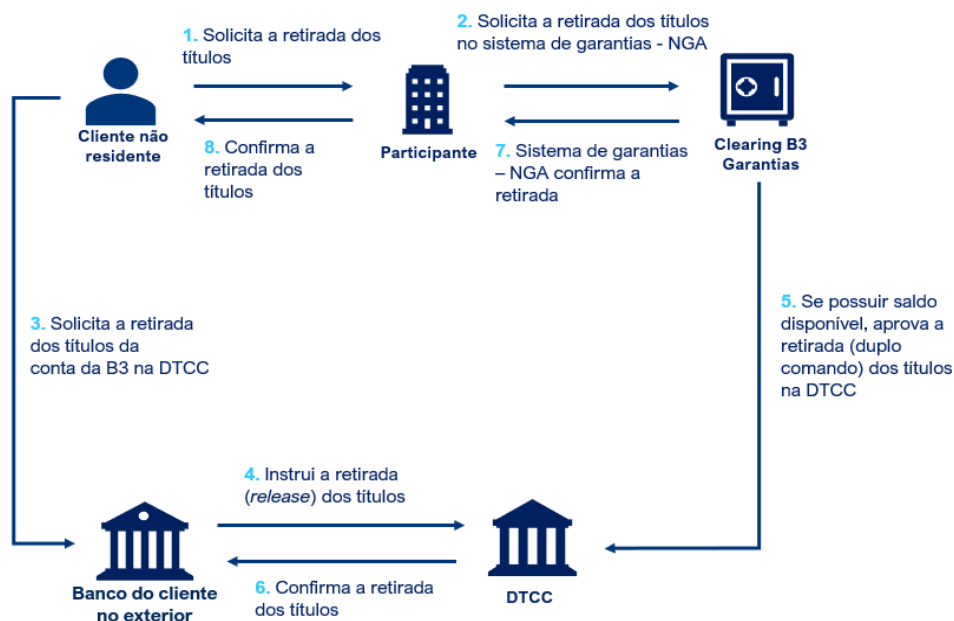 1. Solicita a retirada dos
títulos
2. Solicita a retirada dos títulos
no sistema de garantias - NGA
Cliente não
residente
Participante
Clearing B3
Garantias
8. Confirma a
retirada dos
títulos
7. Sistema de garantias
– NGA confirma a
retirada
3. Solicita a retirada
dos títulos da
conta da B3 na DTCC
5. Se possuir saldo
disponível, aprova a
retirada (duplo
comando) dos títulos
na DTCC
4. Instrui a retirada
(release) dos títulos
6. Confirma a retirada
dos títulos
Banco do cliente
no exterior
DTCC